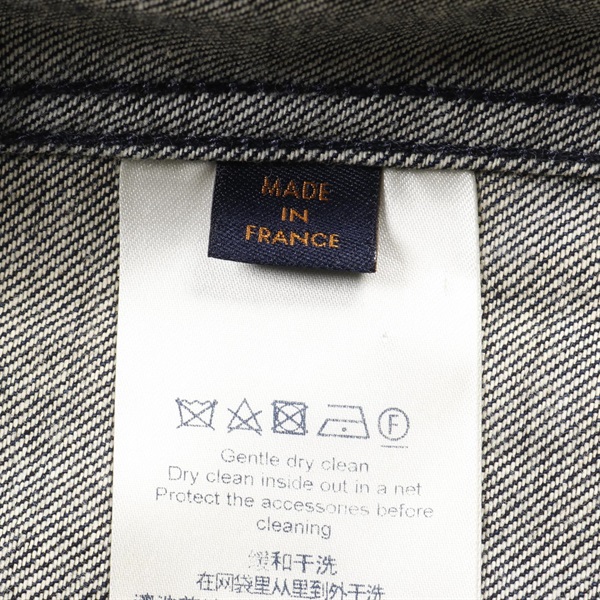 MADE
IN
FRANCE
F
Gentle dry clean
Dry clean inside out in a net
Protect the accessories before
cleaning
缓和干洗
在网袋里从里到外干洗